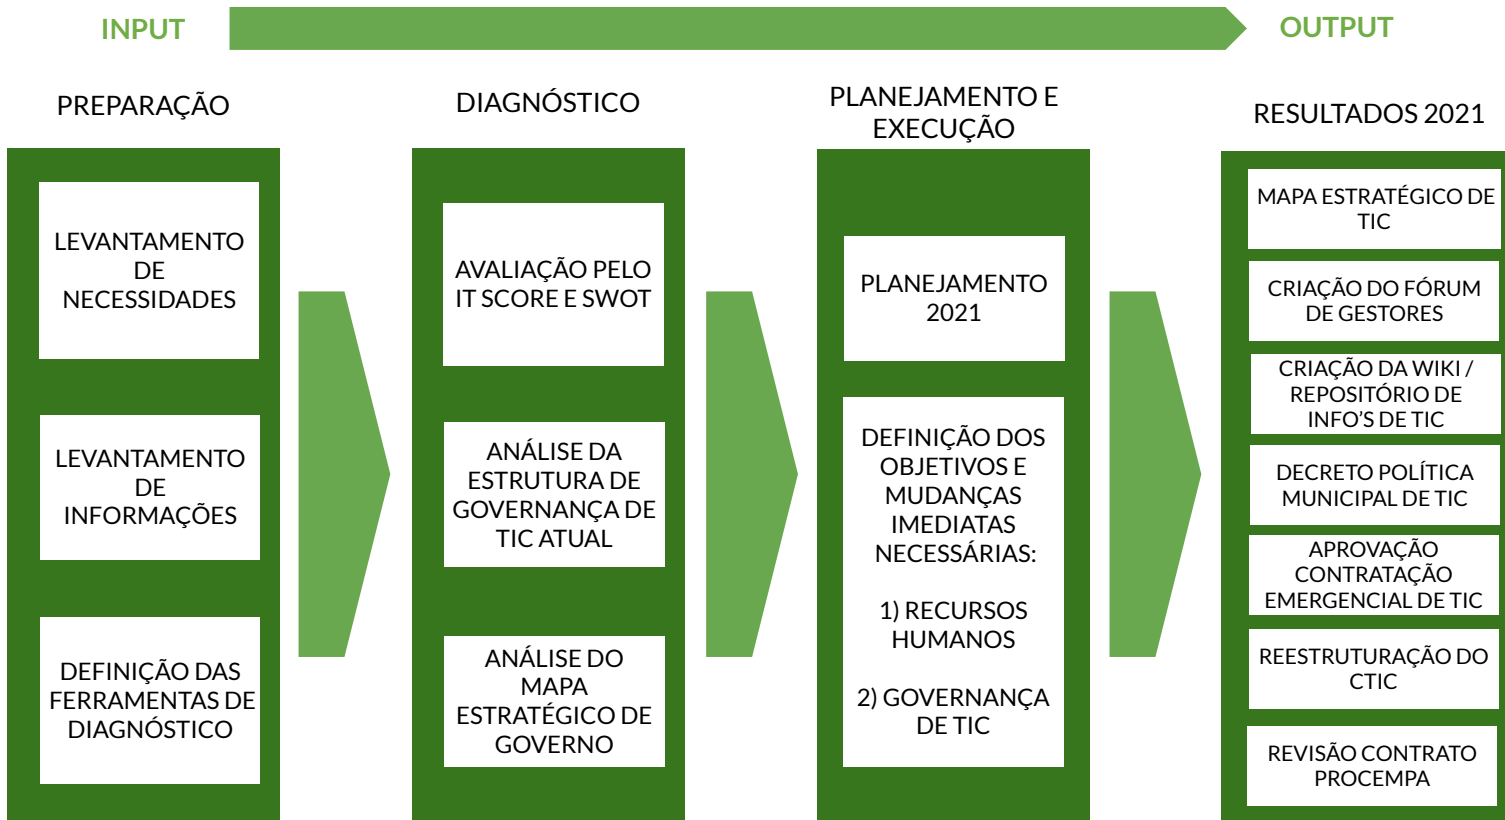 INPUT
OUTPUT
PREPARAÇÃO
LEVANTAMENTO
DE
NECESSIDADES
LEVANTAMENTO
DE
INFORMAÇÕES
DEFINIÇÃO DAS
FERRAMENTAS DE
DIAGNÓSTICO
DIAGNÓSTICO
AVALIAÇÃO PELO
IT SCORE E SWOT
ANÁLISE DA
ESTRUTURA DE
GOVERNANÇA DE
TIC ATUAL
ANÁLISE DO
MAPA
ESTRATÉGICO DE
GOVERNO
PLANEJAMENTO E
EXECUÇÃO
PLANEJAMENTO
2021
DEFINIÇÃO DOS
OBJETIVOS E
MUDANÇAS
IMEDIATAS
NECESSÁRIAS:
1) RECURSOS
HUMANOS
2) GOVERNANÇA
DE TIC
RESULTADOS 2021
MAPA ESTRATÉGICO DE
TIC
CRIAÇÃO DO FÓRUM
DE GESTORES
CRIAÇÃO DA WIKI /
REPOSITÓRIO DE
INFO’S DE TIC
DECRETO POLÍTICA
MUNICIPAL DE TIC
APROVAÇÃO
CONTRATAÇÃO
EMERGENCIAL DE TIC
REESTRUTURAÇÃO DO
CTIC
REVISÃO CONTRATO
PROCEMPA